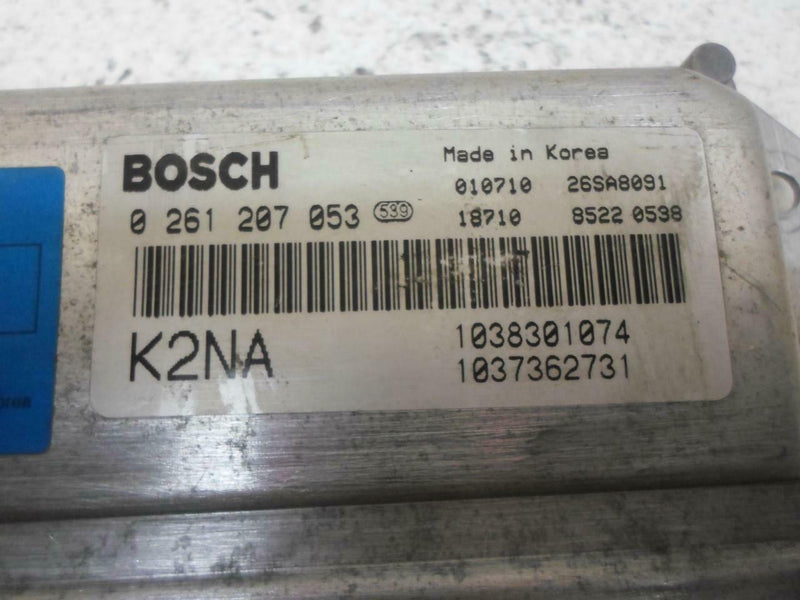 BOSCH
Made in Korea
010710 26SA8091
0 261 207 053 539
18710 8522 0538
K2NA
1038301074
1037362731